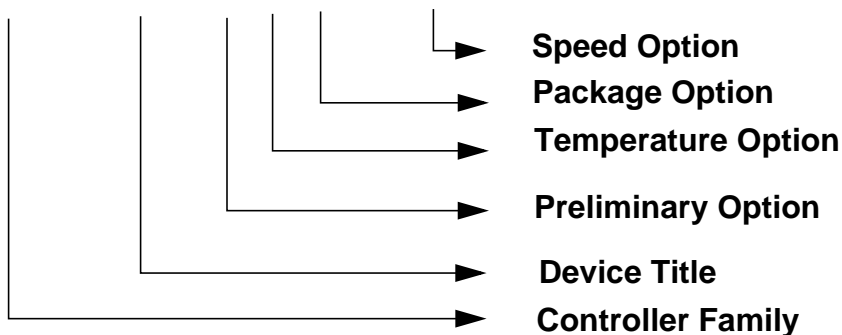 Speed Option
Package Option
Temperature Option
Preliminary Option
Device Title
Controller Family